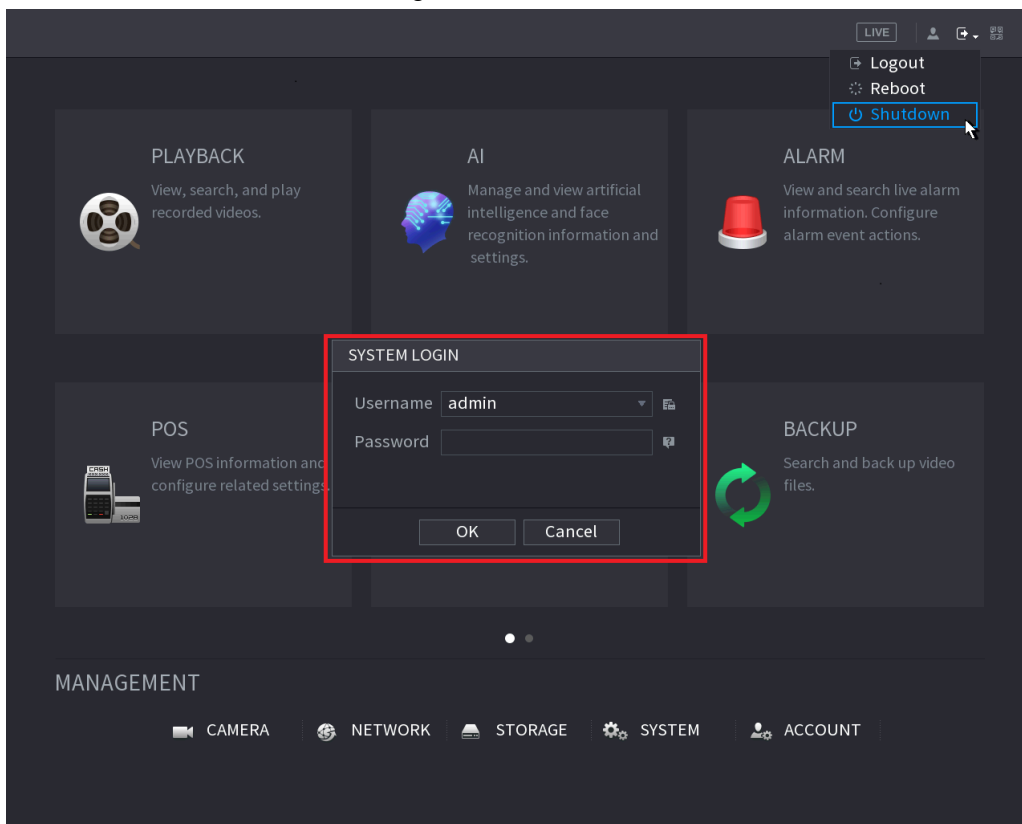 LIVE
Logout
Reboot
Shutdown
PLAYBACK
View, search, and play
recorded videos.
AI
Manage and view artificial
intelligence and face
recognition information and
settings.
ALARM
View and search live alarm
information. Configure
alarm event actions.
SYSTEM LOGIN
Username admin
Password
OK Cancel
POS
View POS information and
configure related settings.
CASH
BACKUP
Search and back up video
files.
MANAGEMENT
CAMERA NETWORK STORAGE SYSTEM ACCOUNT